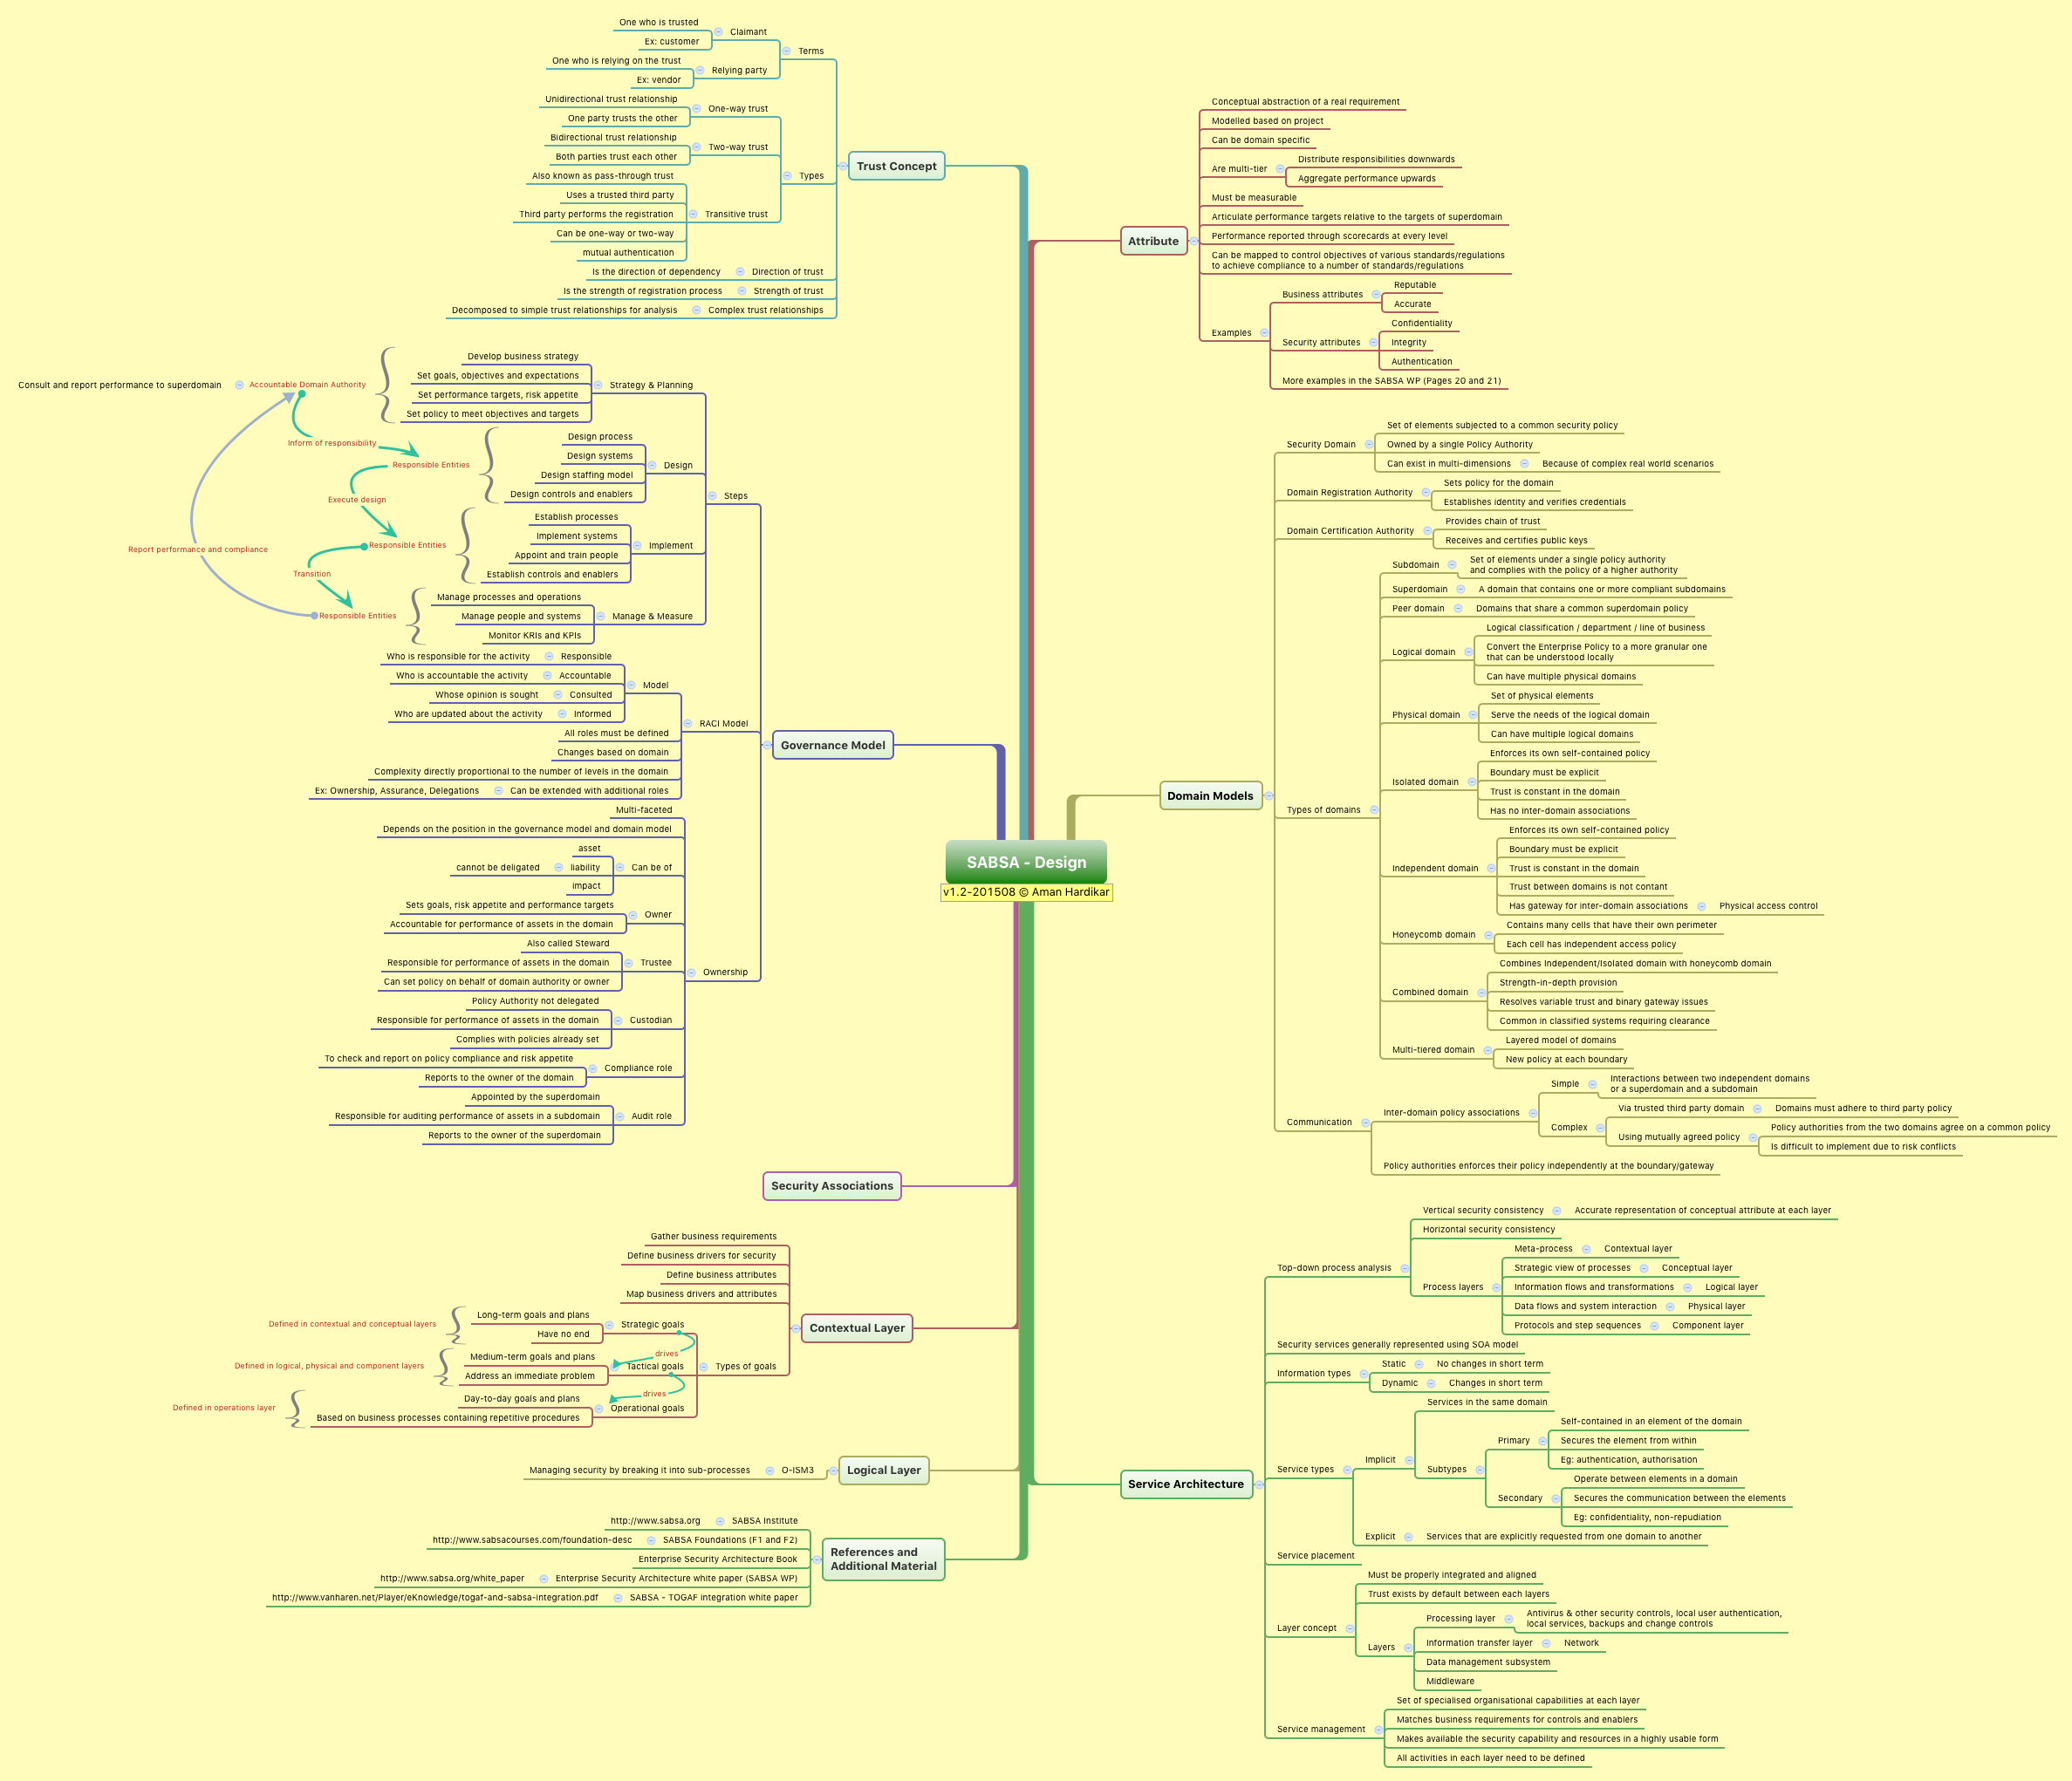 SABSA - Design
v1.2-201508 © Aman Hardikar
Trust Concept
Terms
Claimant
One who is trusted
Ex: customer
Relying party
One who is relying on the trust
Ex: vendor
Types
One-way trust
Unidirectional trust relationship
One party trusts the other
Two-way trust
Bidirectional trust relationship
Both parties trust each other
Transitive trust
Also known as pass-through trust
Uses a trusted third party
Third party performs the registration
Can be one-way or two-way
mutual authentication
Direction of trust
Is the direction of dependency
Strength of trust
Is the strength of registration process
Complex trust relationships
Decomposed to simple trust relationships for analysis
Governance Model
Steps
Strategy & Planning
Develop business strategy
Set goals, objectives and expectations
Set performance targets, risk appetite
Set policy to meet objectives and targets
Accountable Domain Authority
Consult and report performance to superdomain
Inform of responsibility
Design
Design process
Design systems
Design staffing model
Design controls and enablers
Responsible Entities
Execute design
Implement
Establish processes
Implement systems
Appoint and train people
Establish controls and enablers
Responsible Entities
Report performance and compliance
Transition
Manage & Measure
Manage processes and operations
Manage people and systems
Monitor KRIs and KPIs
Responsible Entities
RACI Model
Model
Responsible
Who is responsible for the activity
Accountable
Who is accountable the activity
Consulted
Whose opinion is sought
Informed
Who are updated about the activity
All roles must be defined
Changes based on domain
Complexity directly proportional to the number of levels in the domain
Can be extended with additional roles
Ex: Ownership, Assurance, Delegations
Ownership
Multi-faceted
Depends on the position in the governance model and domain model
Can be of
asset
liability
cannot be deligated
impact
Owner
Sets goals, risk appetite and performance targets
Accountable for performance of assets in the domain
Trustee
Also called Steward
Responsible for performance of assets in the domain
Can set policy on behalf of domain authority or owner
Custodian
Policy Authority not delegated
Responsible for performance of assets in the domain
Complies with policies already set
Compliance role
To check and report on policy compliance and risk appetite
Reports to the owner of the domain
Audit role
Appointed by the superdomain
Responsible for auditing performance of assets in a subdomain
Reports to the owner of the superdomain
Security Associations
Contextual Layer
Gather business requirements
Define business drivers for security
Define business attributes
Map business drivers and attributes
Types of goals
Strategic goals
Long-term goals and plans
Have no end
Defined in contextual and conceptual layers
drives
Tactical goals
Medium-term goals and plans
Address an immediate problem
Defined in logical, physical and component layers
drives
Operational goals
Day-to-day goals and plans
Based on business processes containing repetitive procedures
Defined in operations layer
Logical Layer
O-ISM3
Managing security by breaking it into sub-processes
References and
Additional Material
SABSA Institute
http://www.sabsa.org
SABSA Foundations (F1 and F2)
http://www.sabsacourses.com/foundation-desc
Enterprise Security Architecture Book
Enterprise Security Architecture white paper (SABSA WP)
http://www.sabsa.org/white_paper
SABSA - TOGAF integration white paper
http://www.vanharen.net/Player/eKnowledge/togaf-and-sabsa-integration.pdf
Attribute
Conceptual abstraction of a real requirement
Modelled based on project
Can be domain specific
Are multi-tier
Distribute responsibilities downwards
Aggregate performance upwards
Must be measurable
Articulate performance targets relative to the targets of superdomain
Performance reported through scorecards at every level
Can be mapped to control objectives of various standards/regulations
to achieve compliance to a number of standards/regulations
Examples
Business attributes
Reputable
Accurate
Security attributes
Confidentiality
Integrity
Authentication
More examples in the SABSA WP (Pages 20 and 21)
Domain Models
Security Domain
Set of elements subjected to a common security policy
Owned by a single Policy Authority
Can exist in multi-dimensions
Because of complex real world scenarios
Domain Registration Authority
Sets policy for the domain
Establishes identity and verifies credentials
Domain Certification Authority
Provides chain of trust
Receives and certifies public keys
Types of domains
Subdomain
Set of elements under a single policy authority
and complies with the policy of a higher authority
Superdomain
A domain that contains one or more compliant subdomains
Peer domain
Domains that share a common superdomain policy
Logical domain
Logical classification / department / line of business
Convert the Enterprise Policy to a more granular one
that can be understood locally
Can have multiple physical domains
Physical domain
Set of physical elements
Serve the needs of the logical domain
Can have multiple logical domains
Isolated domain
Enforces its own self-contained policy
Boundary must be explicit
Trust is constant in the domain
Has no inter-domain associations
Independent domain
Enforces its own self-contained policy
Boundary must be explicit
Trust is constant in the domain
Trust between domains is not contant
Has gateway for inter-domain associations
Physical access control
Honeycomb domain
Contains many cells that have their own perimeter
Each cell has independent access policy
Combined domain
Combines Independent/Isolated domain with honeycomb domain
Strength-in-depth provision
Resolves variable trust and binary gateway issues
Common in classified systems requiring clearance
Multi-tiered domain
Layered model of domains
New policy at each boundary
Communication
Inter-domain policy associations
Simple
Interactions between two independent domains
or a superdomain and a subdomain
Complex
Via trusted third party domain
Domains must adhere to third party policy
Using mutually agreed policy
Policy authorities from the two domains agree on a common policy
Is difficult to implement due to risk conflicts
Policy authorities enforces their policy independently at the boundary/gateway
Service Architecture
Top-down process analysis
Vertical security consistency
Accurate representation of conceptual attribute at each layer
Horizontal security consistency
Process layers
Meta-process
Contextual layer
Strategic view of processes
Conceptual layer
Information flows and transformations
Logical layer
Data flows and system interaction
Physical layer
Protocols and step sequences
Component layer
Security services generally represented using SOA model
Information types
Static
No changes in short term
Dynamic
Changes in short term
Service types
Implicit
Services in the same domain
Subtypes
Primary
Self-contained in an element of the domain
Secures the element from within
Eg: authentication, authorisation
Secondary
Operate between elements in a domain
Secures the communication between the elements
Eg: confidentiality, non-repudiation
Explicit
Services that are explicitly requested from one domain to another
Service placement
Layer concept
Must be properly integrated and aligned
Trust exists by default between each layers
Layers
Processing layer
Antivirus & other security controls, local user authentication,
local services, backups and change controls
Information transfer layer
Network
Data management subsystem
Middleware
Service management
Set of specialised organisational capabilities at each layer
Matches business requirements for controls and enablers
Makes available the security capability and resources in a highly usable form
All activities in each layer need to be defined